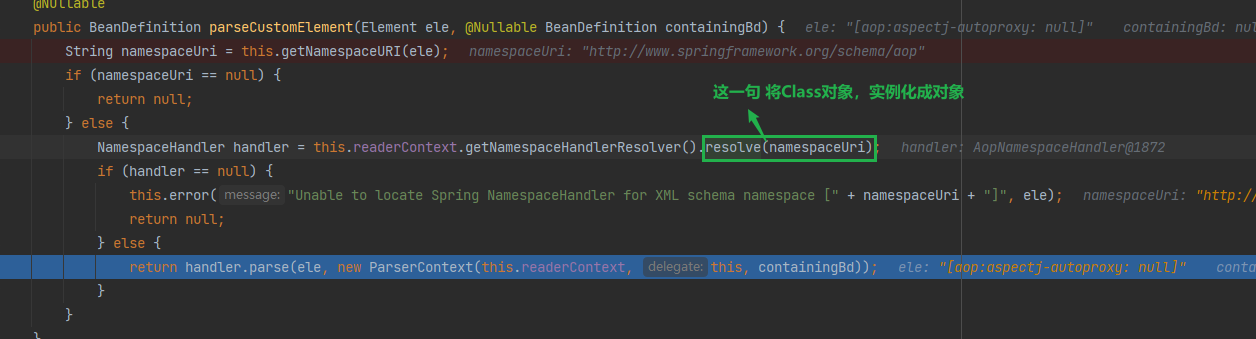 @Nullable
public BeanDefinition parseCustomElement(Element ele, @Nullable BeanDefinition containingBd) { ele: "[aop:aspectj-autoproxy: null]" containingBd: nul
String namespaceUri = this.getNamespaceURI(ele); namespaceUri: "http://www.springframework.org/schema/aop"
if (namespaceUri == null) {
return null;
这一句 将Class对象，实例化成对象
} else {
NamespaceHandler handler = this.readerContext.getNamespaceHandlerResolver().resolve(namespaceUri); handler: AopNamespaceHandler@1872
if (handler == null) {
this.error( message: "Unable to locate Spring NamespaceHandler for XML schema namespace [" + namespaceUri + "]", ele); namespaceUri: "http:/
return null;
} else {
return handler.parse(ele, new ParserContext(this.readerContext, delegate: this, containingBd)); ele: "[aop:aspectj-autoproxy: null]" conta
}
}
}